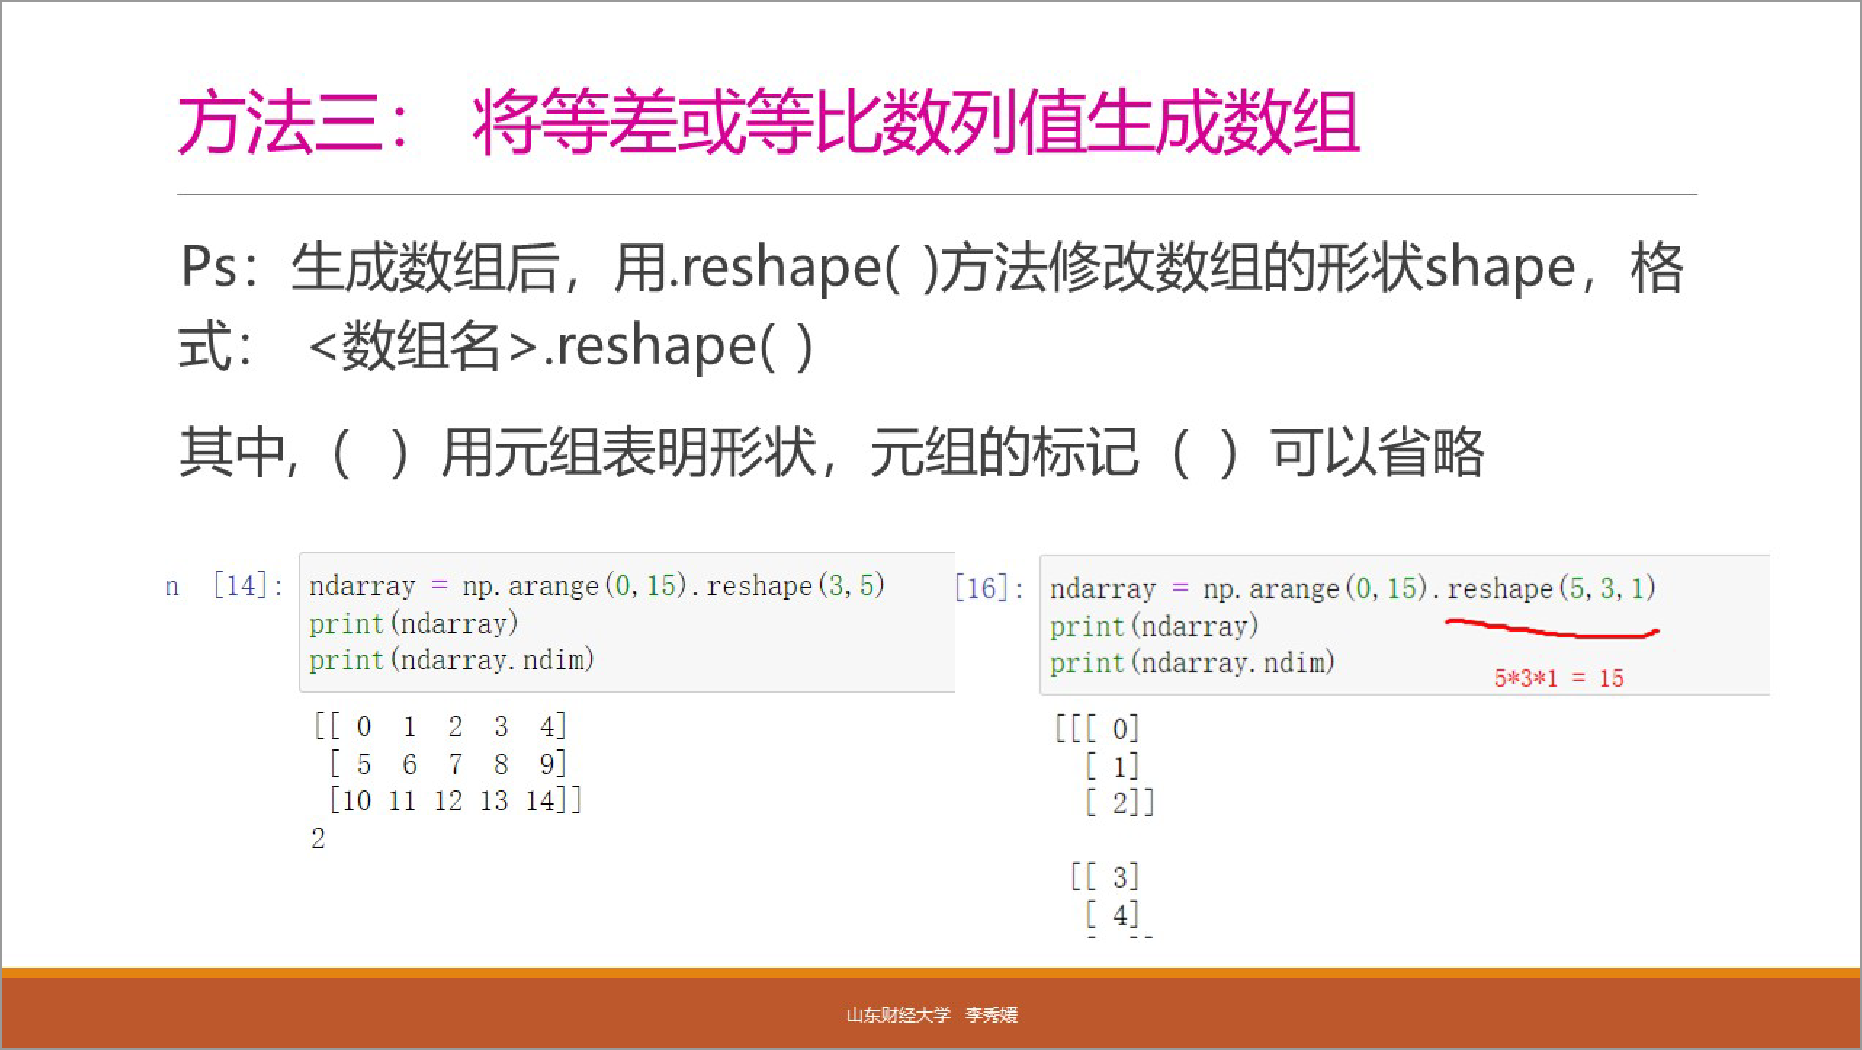 方法三： 将等差或等比数列值生成数组
Ps：生成数组后，用.reshape( )方法修改数组的形状shape，格
式： <数组名>.reshape( )
其中,（ ）用元组表明形状，元组的标记（ ）可以省略
n [14]:
ndarray = np.arange(0,15).reshape(3,5)
print(ndarray)
print(ndarray.ndim)
[[ 0 1 2 3 4]
[ 5 6 7 8 9]
[10 11 12 13 14]]
2
[16]:
ndarray = np.arange(0,15).reshape(5,3,1)
print(ndarray)
print(ndarray.ndim)
5*3*1 = 15
[[[ 0]
[ 1]
[ 2]]
[[ 3]
[ 4]
山东财经大学 李秀媛